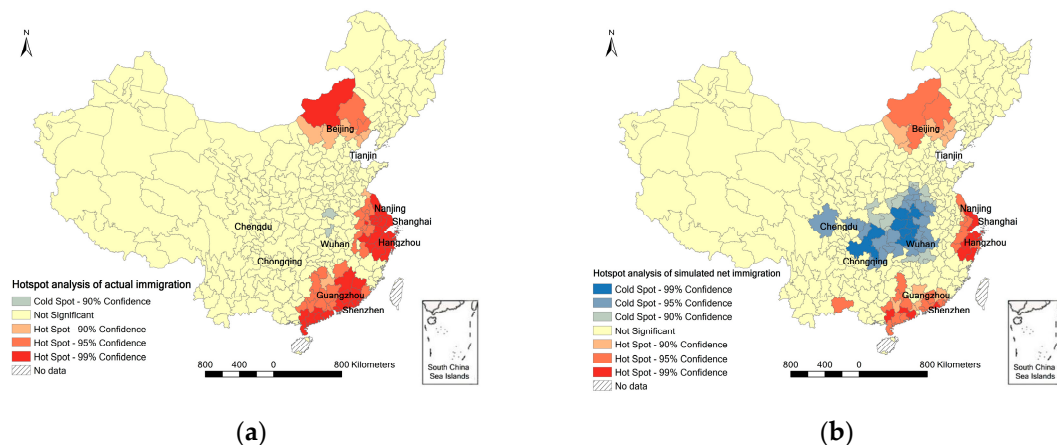 N
Beijing
Tianjin
Nanjing
Shanghai
Chengdu
Hangzhou
Wuhan
Chongqing
Guangzhou
Shenzhen
Hotspot analysis of actual immigration
Cold Spot - 90% Confidence
Not Significant
Hot Spot - 90% Confidence
Hot Spot - 95% Confidence
Hot Spot - 99% Confidence
No data
800 400 0 800 Kilometers
South China
Sea Islands
(a)
N
Beijing
Tianjin
Nanjing
Shanghai
Chengdu
Hangzhou
Wuhan
Chongqing
Guangzhou
Shenzhen
Hotspot analysis of simulated net immigration
Cold Spot - 99% Confidence
Cold Spot - 95% Confidence
Cold Spot - 90% Confidence
Not Significant
Hot Spot - 90% Confidence
Hot Spot - 95% Confidence
Hot Spot - 99% Confidence
No data
800 400 0 800 Kilometers
South China
Sea Islands
(b)